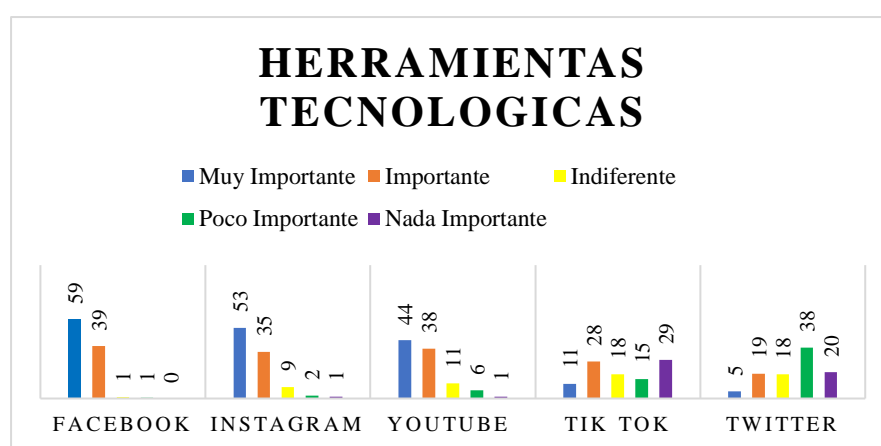 HERRAMIENTAS
TECNOLOGICAS
Muy Importante Importante Indiferente
Poco Importante Nada Importante
59 39 1 1 0 53 35 9 2 1 44 38 11 6 1 11 28 18 15 29 5 19 18 38 20
FACEBOOK INSTAGRAM YOUTUBE TIK TOK TWITTER